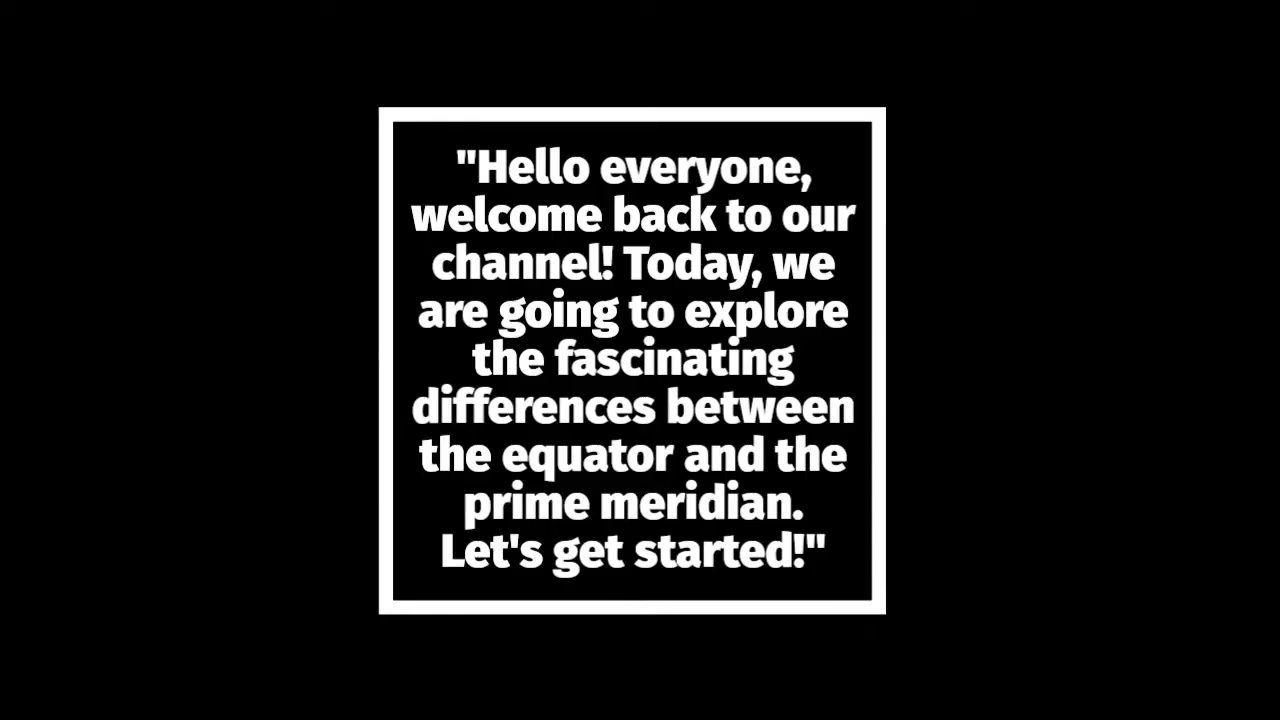 "Hello everyone,
welcome back to our
channel! Today, we
are going to explore
the fascinating
differences between
the equator and the
prime meridian.
Let's get started!"